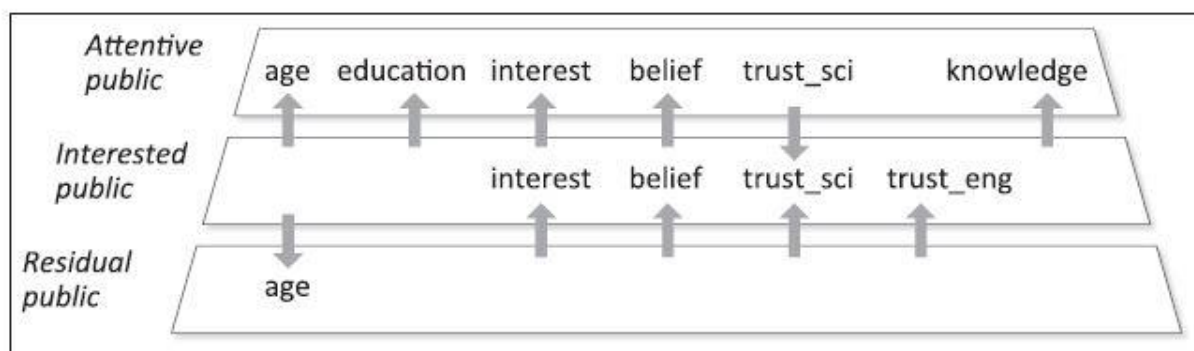 Attentive
public
age education interest belief trust_sci knowledge
Interested
public
interest belief trust_sci trust_eng
Residual
public
age